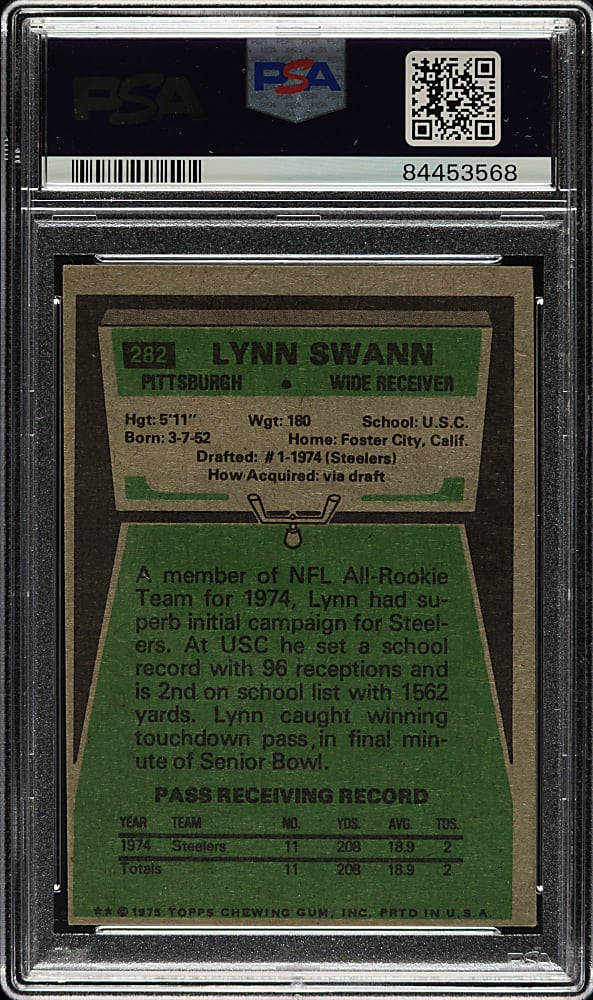 PSA
PSA
84453568
282 LYNN SWANN
PITTSBURGH • WIDE RECEIVER
Hgt: 5'11" Wgt: 180 School: U.S.C.
Born: 3-7-52 Home: Foster City, Calif.
Drafted: #1-1974 (Steelers)
How Acquired: via draft
A member of NFL All-Rookie
Team for 1974, Lynn had su-
perb initial campaign for Steel-
ers. At USC he set a school
record with 96 receptions and
is 2nd on school list with 1562
yards. Lynn caught winning
touchdown pass, in final min-
ute of Senior Bowl.
PASS RECEIVING RECORD
YEAR TEAM NO. YDS. AVG. TDS.
1974 Steelers 11 208 18.9 2
Totals 11 208 18.9 2
** © 1975 TOPPS CHEWING GUM, INC. PRTD IN U.S.A.
PSA